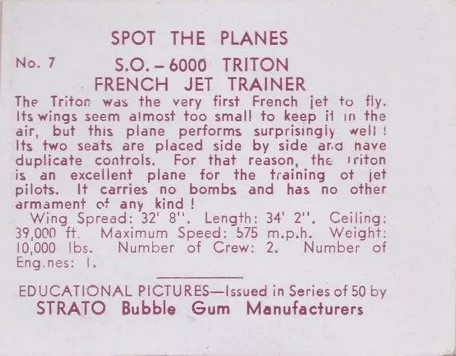 SPOT THE PLANES
No. 7 S.O. – 6000 TRITON
FRENCH JET TRAINER
The Triton was the very first French jet to fly.
Its wings seem almost too small to keep it in the
air, but this plane performs surprisingly well !
Its two seats are placed side by side and have
duplicate controls. For that reason, the Triton
is an excellent plane for the training of jet
pilots. It carries no bombs and has no other
armament of any kind !
Wing Spread: 32' 8". Length: 34' 2". Ceiling:
39,000 ft. Maximum Speed: 575 m.p.h. Weight:
10,000 lbs. Number of Crew: 2. Number of
Engines: 1.
EDUCATIONAL PICTURES—Issued in Series of 50 by
STRATO Bubble Gum Manufacturers